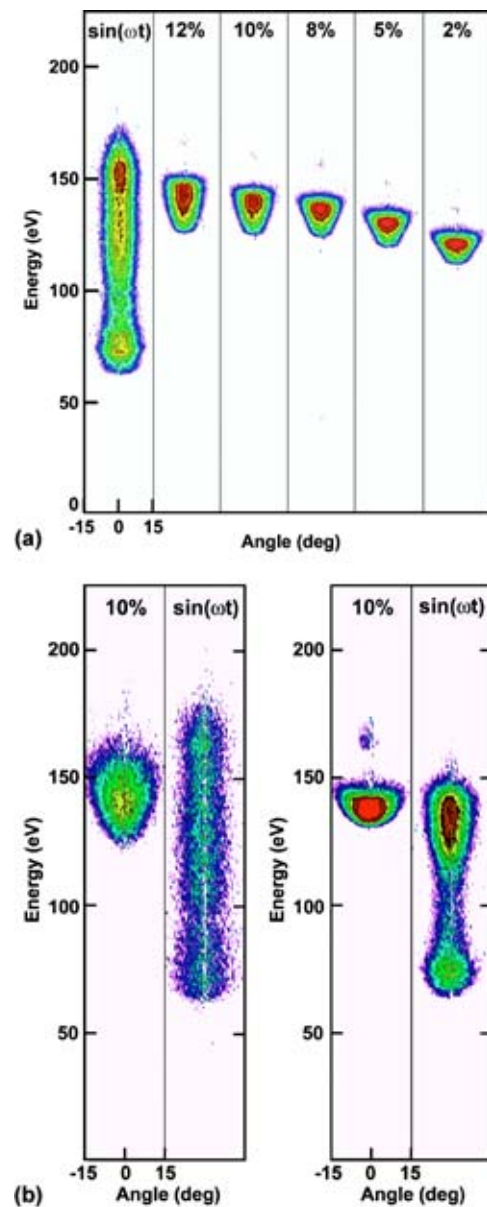 sin(ωt) 12% 10% 8% 5% 2%
200
150
100
50
0
Energy (eV)
-15 0 15
Angle (deg)
(a)
10% sin(ωt)
200
150
100
50
Energy (eV)
-15 0 15
Angle (deg)
10% sin(ωt)
200
150
100
50
Energy (eV)
-15 0 15
Angle (deg)
(b)